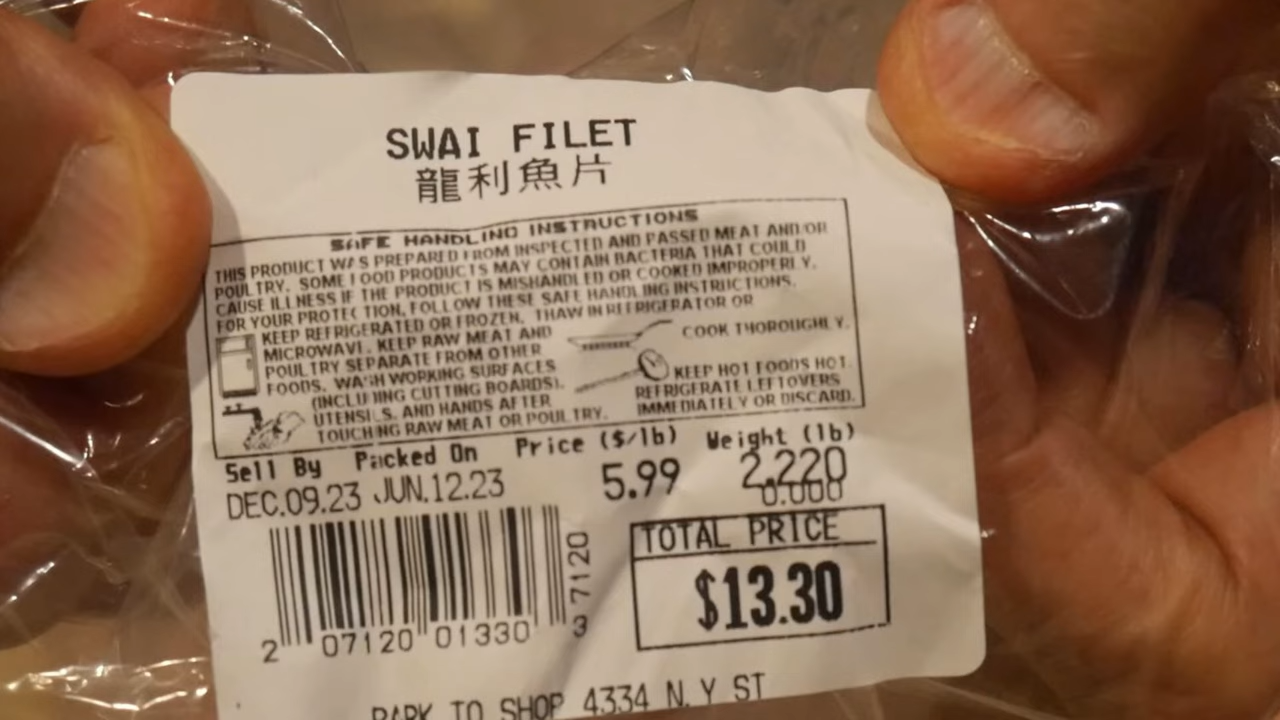 SWAI FILET
龍利魚片
SAFE HANDLING INSTRUCTIONS
THIS PRODUCT WAS PREPARED FROM INSPECTED AND PASSED MEAT AND/OR
POULTRY. SOME FOOD PRODUCTS MAY CONTAIN BACTERIA THAT COULD
CAUSE ILLNESS IF THE PRODUCT IS MISHANDLED OR COOKED IMPROPERLY.
FOR YOUR PROTECTION, FOLLOW THESE SAFE HANDLING INSTRUCTIONS.
KEEP REFRIGERATED OR FROZEN. THAW IN REFRIGERATOR OR
MICROWAVE. KEEP RAW MEAT AND
POULTRY SEPARATE FROM OTHER
FOODS. WASH WORKING SURFACES
(INCLUDING CUTTING BOARDS),
UTENSILS, AND HANDS AFTER
TOUCHING RAW MEAT OR POULTRY.
COOK THOROUGHLY.
KEEP HOT FOODS HOT.
REFRIGERATE LEFTOVERS
IMMEDIATELY OR DISCARD.
Sell By Packed On Price ($/lb) Weight (lb)
DEC.09.23 JUN.12.23 5.99 2.220
0.000
TOTAL PRICE
$13.30
2 07120 01330 3 7120
PARK TO SHOP 4334 N.Y ST